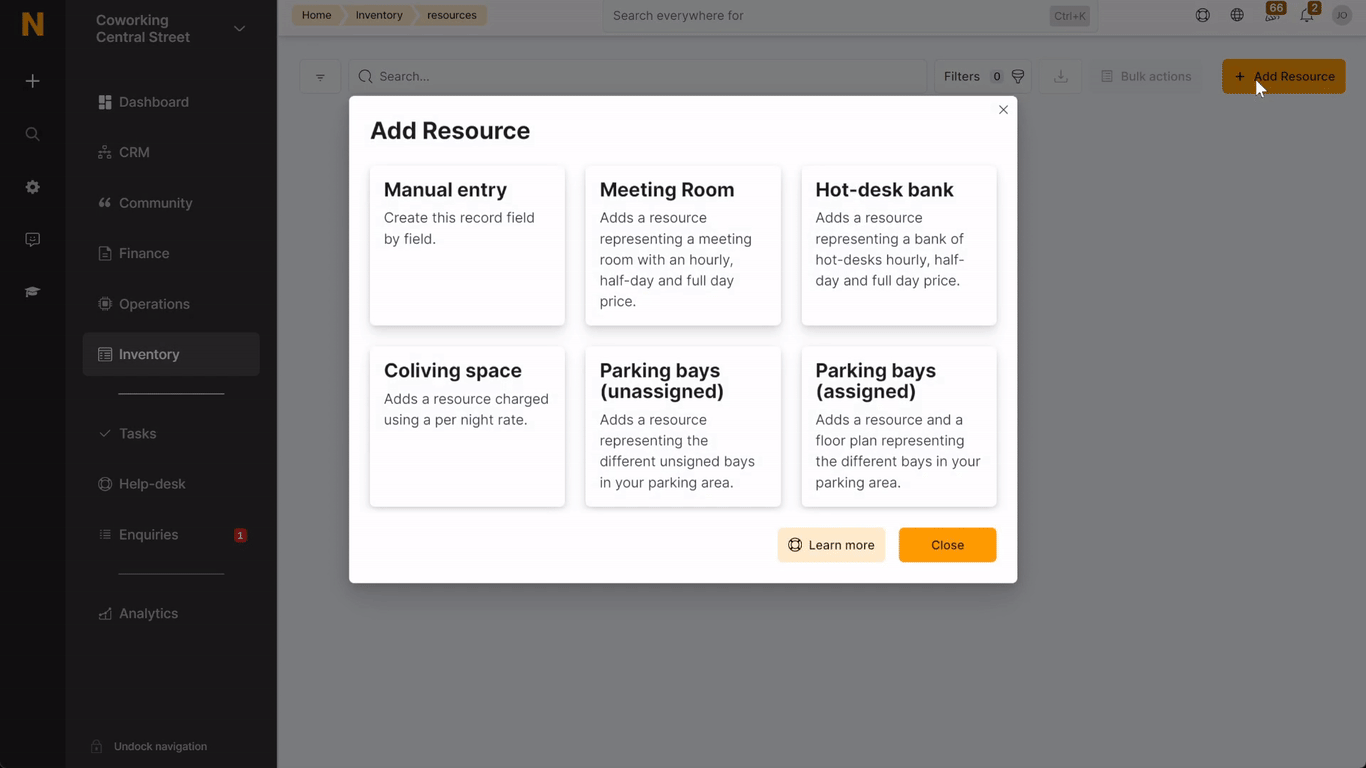 N
Coworking
Central Street
Home
Inventory
resources
Search everywhere for
Ctrl+K
66
2
JO
Dashboard
CRM
Community
Finance
Operations
Inventory
Tasks
Help-desk
Enquiries
1
Analytics
Undock navigation
Search...
Filters 0
Bulk actions
+ Add Resource
Add Resource
Manual entry
Create this record field
by field.
Meeting Room
Adds a resource
representing a meeting
room with an hourly,
half-day and full day
price.
Hot-desk bank
Adds a resource
representing a bank of
hot-desks hourly, half-
day and full day price.
Coliving space
Adds a resource charged
using a per night rate.
Parking bays
(unassigned)
Adds a resource
representing the
different unsigned bays
in your parking area.
Parking bays
(assigned)
Adds a resource and a
floor plan representing
the different bays in your
parking area.
Learn more
Close